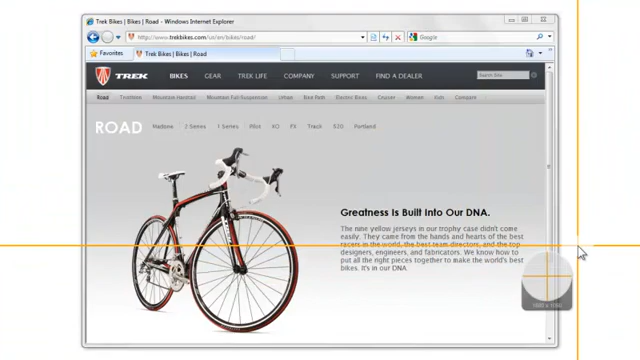 Trek Bikes | Bikes | Road - Windows Internet Explorer
http://www.trekbikes.com/us/en/bikes/road/
Google
Favorites
Trek Bikes | Bikes | Road
TREK
BIKES
GEAR
TREK LIFE
COMPANY
SUPPORT
FIND A DEALER
Search Site
Road
Triathlon
Mountain Hardtail
Mountain Full Suspension
Urban
Bike Path
Electric Bikes
Cruiser
Women
Kids
Compare
ROAD
Madone
2 Series
1 Series
Pilot
XO
FX
Track
520
Portland
Greatness Is Built Into Our DNA.
The nine yellow jerseys in our trophy case didn't come
easily. They came from the hands and hearts of the best
racers in the world, the best team directors, and the top
designers, engineers, and fabricators. We know how to
put all the right pieces together to make the world's best
bikes. It's in our DNA